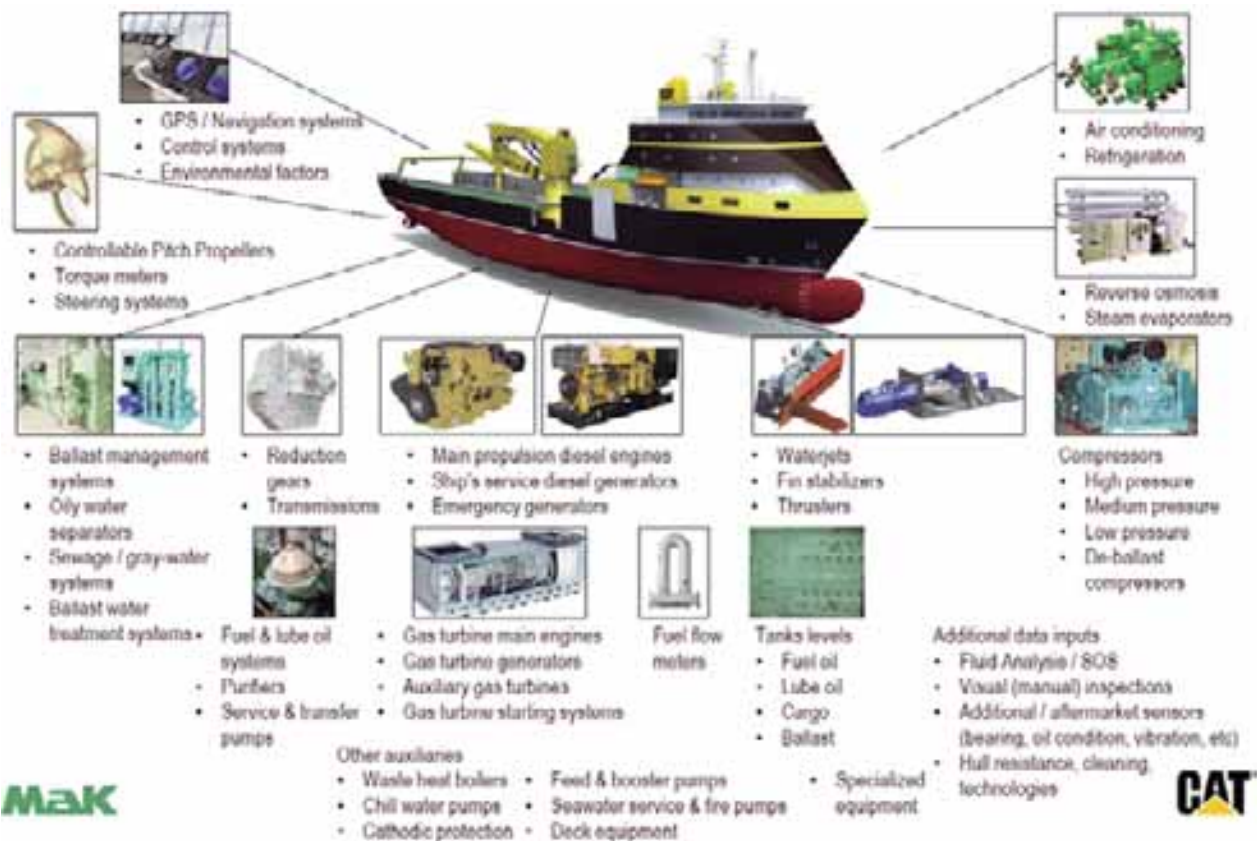 • GPS / Navigation systems
• Control systems
• Environmental factors
• Air conditioning
• Refrigeration
• Controllable Pitch Propellers
• Torque meters
• Steering systems
• Reverse osmosis
• Steam evaporators
• Ballast management
systems
• Oily water
separators
• Sewage / gray-water
systems
• Ballast water
treatment systems
• Reduction
gears
• Transmissions
• Main propulsion diesel engines
• Ship's service diesel generators
• Emergency generators
• Waterjets
• Fin stabilizers
• Thrusters
Compressors
• High pressure
• Medium pressure
• Low pressure
• De-ballast
compressors
• Fuel & lube oil
systems
• Purifiers
• Service & transfer
pumps
• Gas turbine main engines
• Gas turbine generators
• Auxiliary gas turbines
• Gas turbine starting systems
Fuel flow
meters
Tanks levels
• Fuel oil
• Lube oil
• Cargo
• Ballast
Additional data inputs
• Fluid Analysis / SOS
• Visual (manual) inspections
• Additional / aftermarket sensors
(bearing, oil condition, vibration, etc)
• Hull resistance, cleaning,
technologies
Other auxiliaries
• Waste heat boilers
• Chill water pumps
• Cathodic protection
• Feed & booster pumps
• Seawater service & fire pumps
• Deck equipment
• Specialized
equipment
MaK
CAT